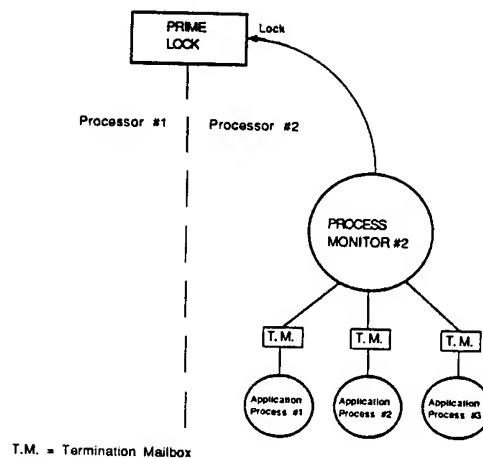 PRIME
LOCK
Lock
Processor #1
Processor #2
PROCESS
MONITOR #2
T. M.
T. M.
T. M.
Application
Process #1
Application
Process #2
Application
Process #3
T.M. = Termination Mailbox